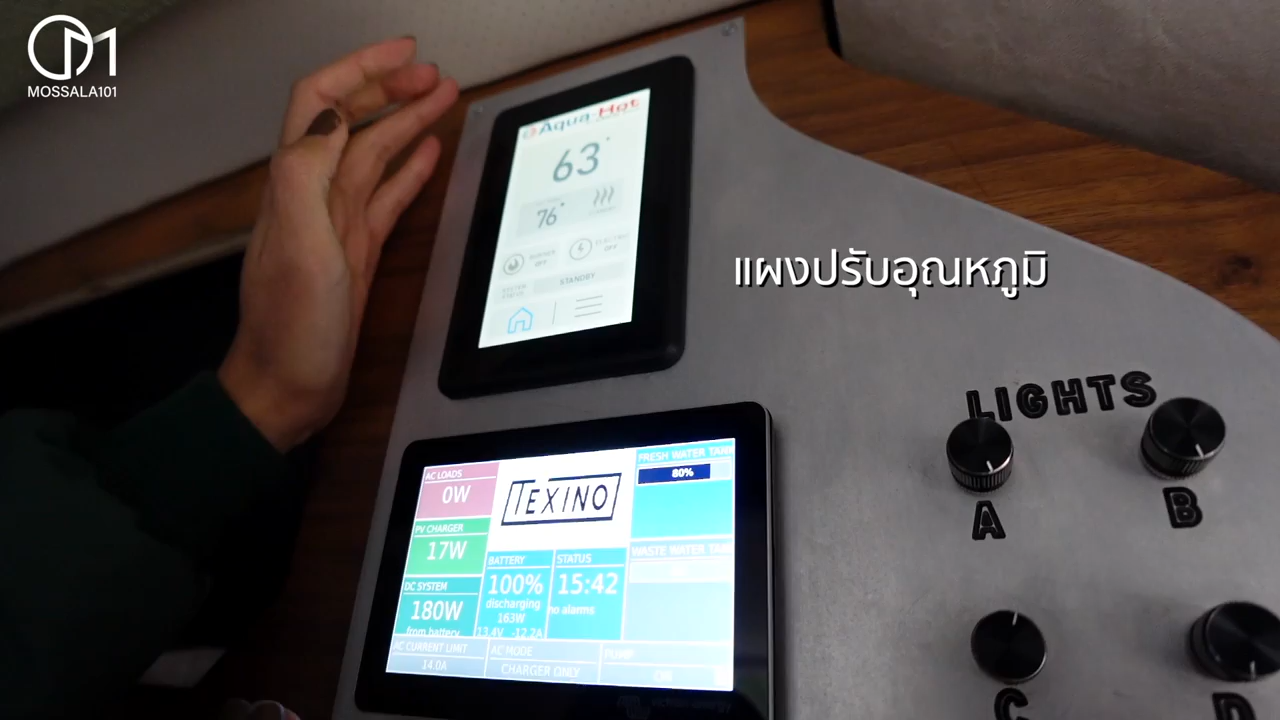 MOSSALA101
Aqua-Hot
63°
76°
OFF
OFF
STANDBY
แผงปรับอุณหภูมิ
LIGHTS
A
B
C
D
AC LOADS
0W
PV CHARGER
17W
DC SYSTEM
180W
from battery
TEXINO
BATTERY
100%
discharging
163W
13.4V -12.2A
STATUS
15:42
no alarms
FRESH WATER TANK
80%
WASTE WATER TANK
AC CURRENT LIMIT
14.0A
AC MODE
CHARGER ONLY
PUMP
ON